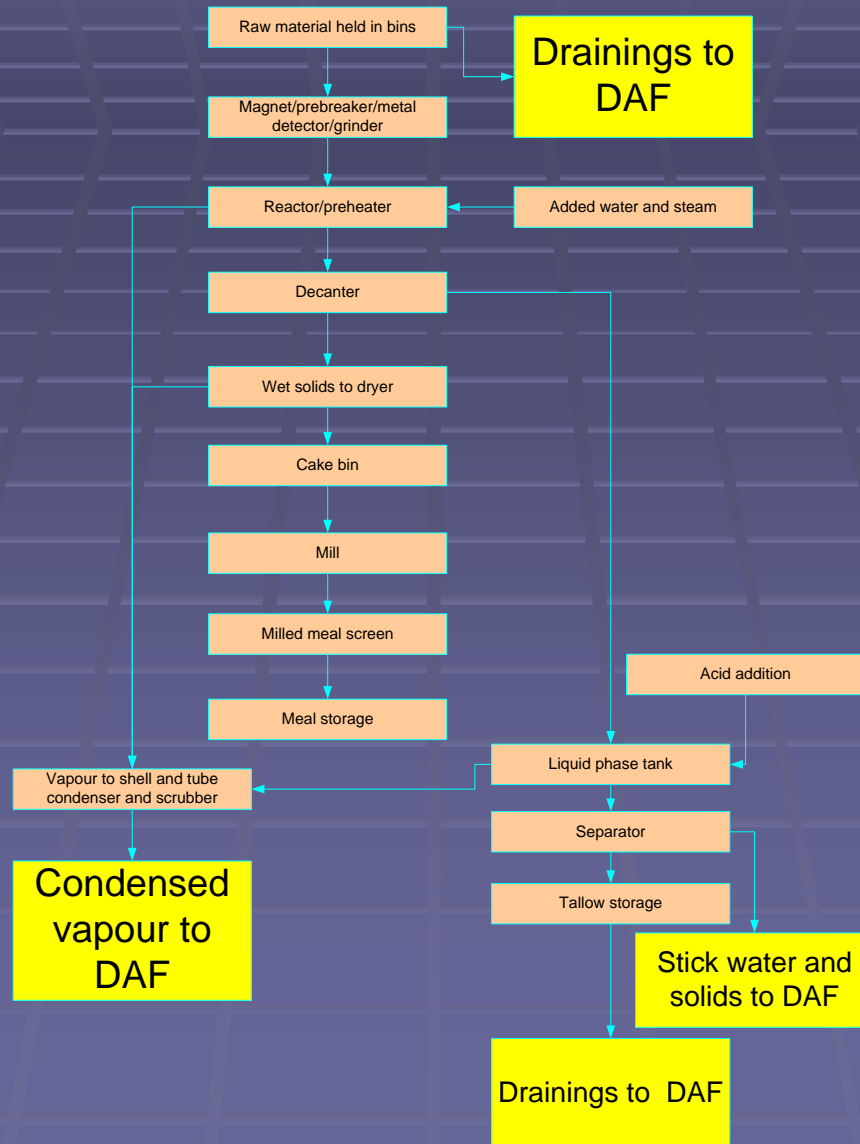 Raw material held in bins
Drainings to
DAF
Magnet/prebreaker/metal
detector/grinder
Reactor/preheater
Added water and steam
Decanter
Wet solids to dryer
Cake bin
Mill
Milled meal screen
Acid addition
Meal storage
Liquid phase tank
Vapour to shell and tube
condenser and scrubber
Separator
Condensed
vapour to
DAF
Tallow storage
Stick water and
solids to DAF
Drainings to  DAF